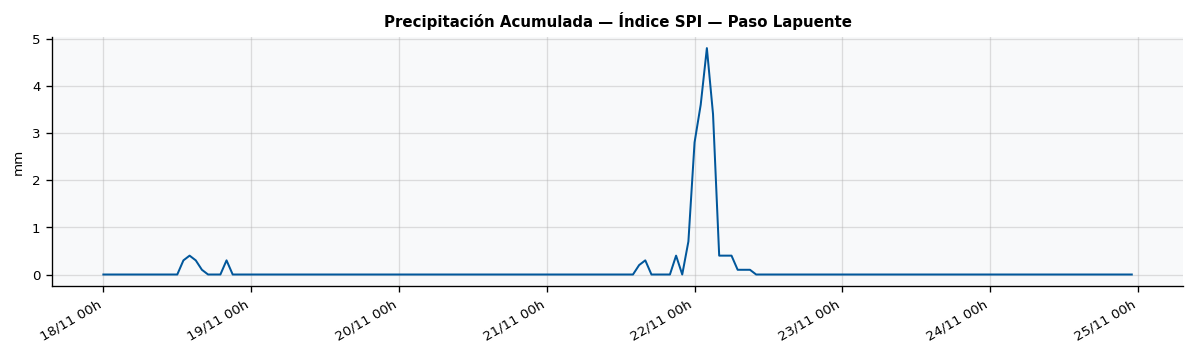 Precipitación Acumulada — Índice SPI — Paso Lapuente
mm
5
4
3
2
1
0
18/11 00h
19/11 00h
20/11 00h
21/11 00h
22/11 00h
23/11 00h
24/11 00h
25/11 00h